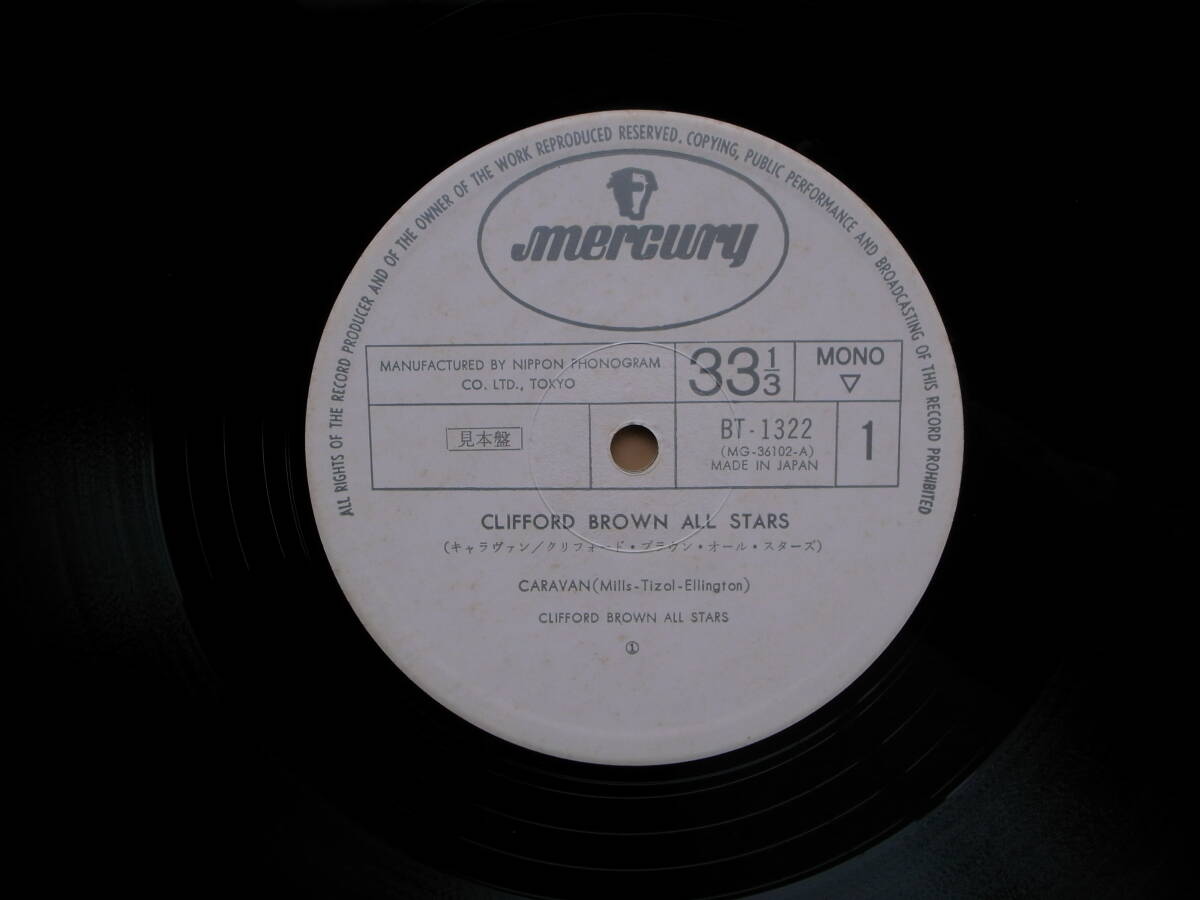 ALL RIGHTS OF THE RECORD PRODUCER AND OF THE OWNER OF THE WORK REPRODUCED RESERVED. COPYING, PUBLIC PERFORMANCE AND BROADCASTING OF THIS RECORD PROHIBITED
mercury
MANUFACTURED BY NIPPON PHONOGRAM
CO. LTD., TOKYO
33 1/3
MONO
▽
見本盤
BT-1322
(MG-36102-A)
MADE IN JAPAN
1
CLIFFORD BROWN ALL STARS
(キャラヴァン/クリフォード・ブラウン・オール・スターズ)
CARAVAN(Mills-Tizol-Ellington)
CLIFFORD BROWN ALL STARS
①